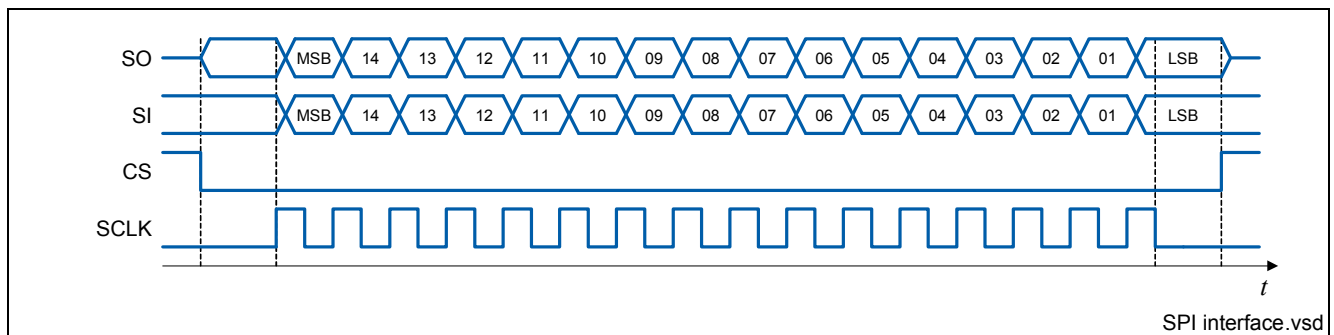 SO MSB 14 13 12 11 10 09 08 07 06 05 04 03 02 01 LSB
SI MSB 14 13 12 11 10 09 08 07 06 05 04 03 02 01 LSB
CS
SCLK
t
SPI interface.vsd